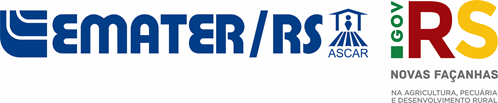 EMATER/RS
ASCAR
GOV
RS
NOVAS FAÇANHAS
NA AGRICULTURA, PECUÁRIA
E DESENVOLVIMENTO RURAL